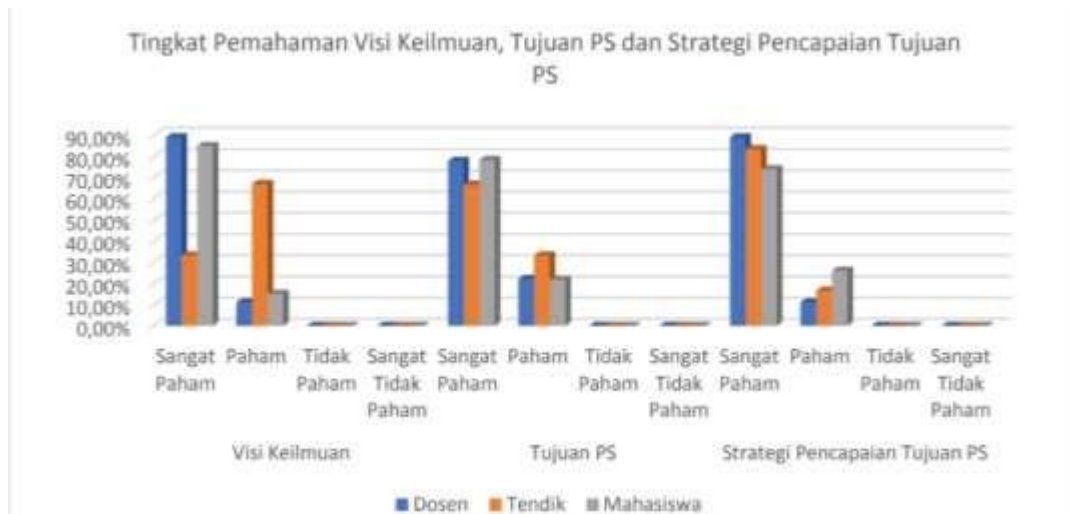 Tingkat Pemahaman Visi Keilmuan, Tujuan PS dan Strategi Pencapaian Tujuan
PS
90,00%
80,00%
70,00%
60,00%
50,00%
40,00%
30,00%
20,00%
10,00%
0,00%
Sangat Paham Tidak Sangat Sangat Paham Tidak Sangat Sangat Paham Tidak Sangat
Paham Paham Tidak Paham Paham Tidak Paham Paham Tidak
Paham Paham Paham
Visi Keilmuan Tujuan PS Strategi Pencapaian Tujuan PS
Dosen Tendik Mahasiswa